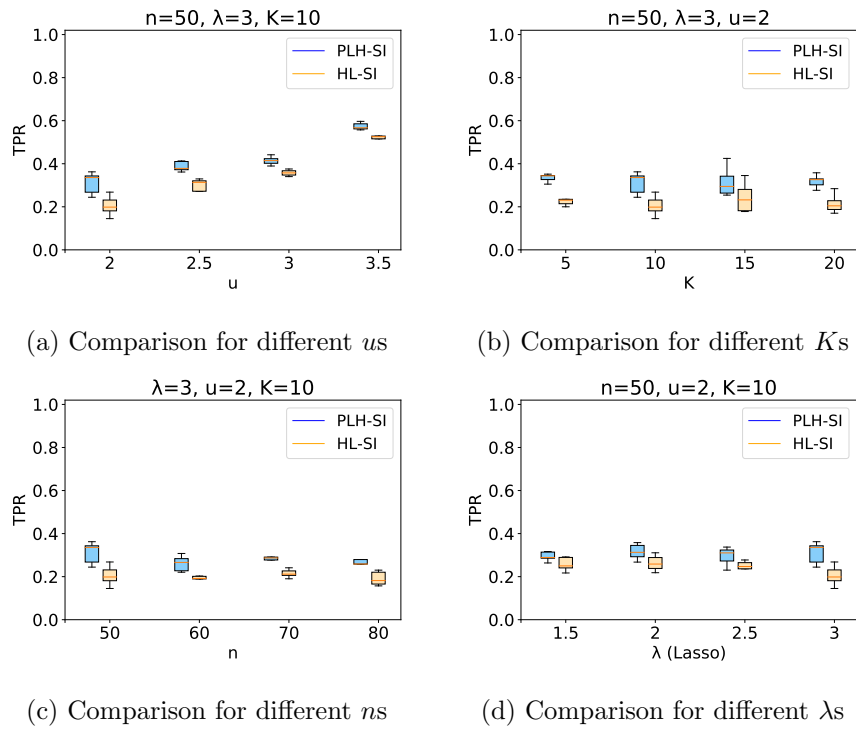 n=50, λ=3, K=10
n=50, λ=3, u=2
1.0
0.8
0.6
0.4
0.2
0.0
TPR
PLH-SI
HL-SI
2 2.5 3 3.5
u
1.0
0.8
0.6
0.4
0.2
0.0
TPR
PLH-SI
HL-SI
5 10 15 20
K
(a) Comparison for different us
(b) Comparison for different Ks
λ=3, u=2, K=10
n=50, u=2, K=10
1.0
0.8
0.6
0.4
0.2
0.0
TPR
PLH-SI
HL-SI
50 60 70 80
n
1.0
0.8
0.6
0.4
0.2
0.0
TPR
PLH-SI
HL-SI
1.5 2 2.5 3
λ (Lasso)
(c) Comparison for different ns
(d) Comparison for different λs